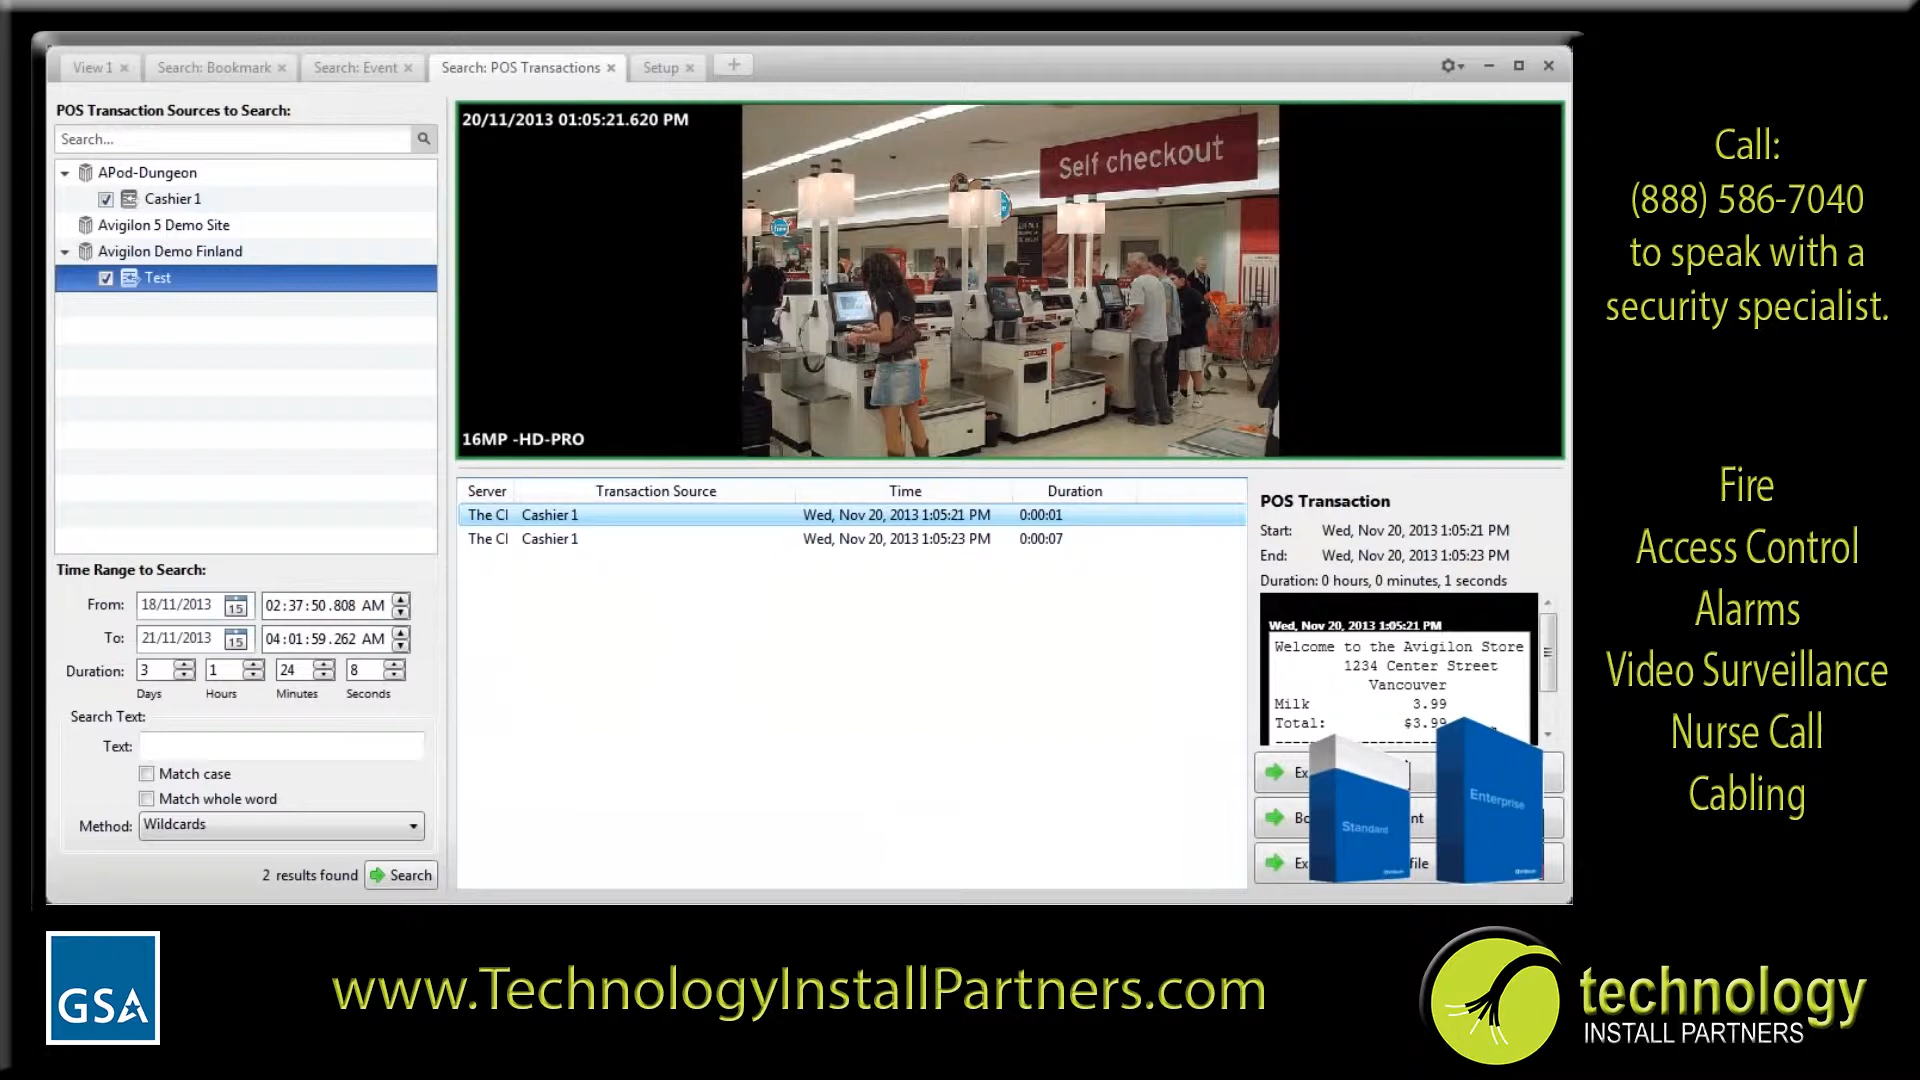 View 1
Search: Bookmark
Search: Event
Search: POS Transactions
Setup
POS Transaction Sources to Search:
Search...
APod-Dungeon
Cashier 1
Avigilon 5 Demo Site
Avigilon Demo Finland
Test
Time Range to Search:
From: 18/11/2013 15 02:37:50.808 AM
To: 21/11/2013 15 04:01:59.262 AM
Duration: 3 1 24 8
Days Hours Minutes Seconds
Search Text:
Text:
Match case
Match whole word
Method: Wildcards
2 results found Search
20/11/2013 01:05:21.620 PM
Self checkout
16MP -HD-PRO
Server Transaction Source Time Duration
The Cl Cashier 1 Wed, Nov 20, 2013 1:05:21 PM 0:00:01
The Cl Cashier 1 Wed, Nov 20, 2013 1:05:23 PM 0:00:07
POS Transaction
Start: Wed, Nov 20, 2013 1:05:21 PM
End: Wed, Nov 20, 2013 1:05:23 PM
Duration: 0 hours, 0 minutes, 1 seconds
Wed, Nov 20, 2013 1:05:21 PM
Welcome to the Avigilon Store
1234 Center Street
Vancouver
Milk 3.99
Total: $3.99
Standard
Enterprise
Call:
(888) 586-7040
to speak with a
security specialist.
Fire
Access Control
Alarms
Video Surveillance
Nurse Call
Cabling
GSA
www.TechnologyInstallPartners.com
technology
INSTALL PARTNERS